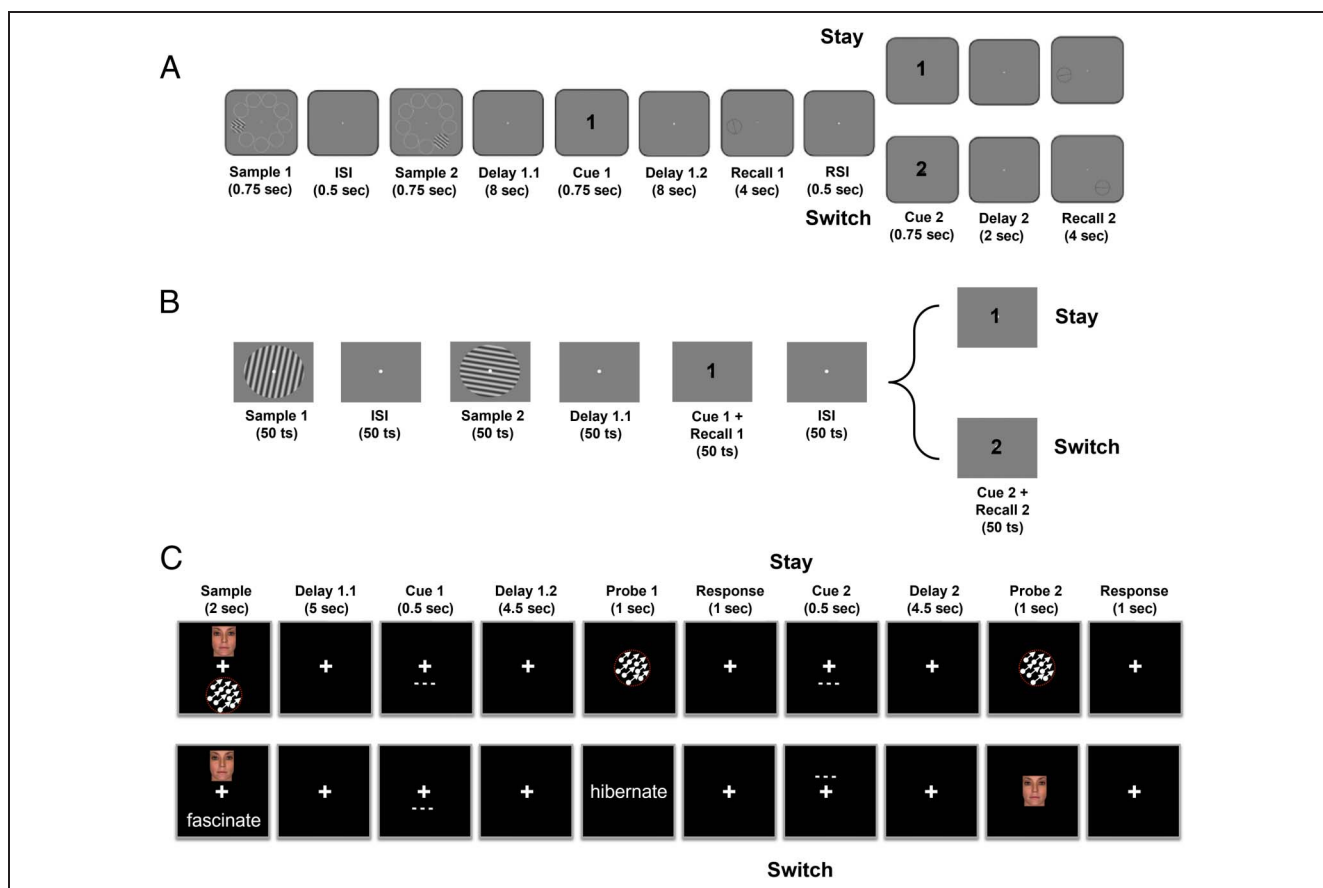 A
Stay
1
1
Sample 1
(0.75 sec)
ISI
(0.5 sec)
Sample 2
(0.75 sec)
Delay 1.1
(8 sec)
Cue 1
(0.75 sec)
Delay 1.2
(8 sec)
Recall 1
(4 sec)
RSI
(0.5 sec)
2
Switch
Cue 2
(0.75 sec)
Delay 2
(2 sec)
Recall 2
(4 sec)
B
1
Sample 1
(50 ts)
ISI
(50 ts)
Sample 2
(50 ts)
Delay 1.1
(50 ts)
Cue 1 +
Recall 1
(50 ts)
ISI
(50 ts)
1
Stay
2
Switch
Cue 2 +
Recall 2
(50 ts)
C
Stay
Sample
(2 sec)
Delay 1.1
(5 sec)
Cue 1
(0.5 sec)
Delay 1.2
(4.5 sec)
Probe 1
(1 sec)
Response
(1 sec)
Cue 2
(0.5 sec)
Delay 2
(4.5 sec)
Probe 2
(1 sec)
Response
(1 sec)
fascinate
hibernate
Switch